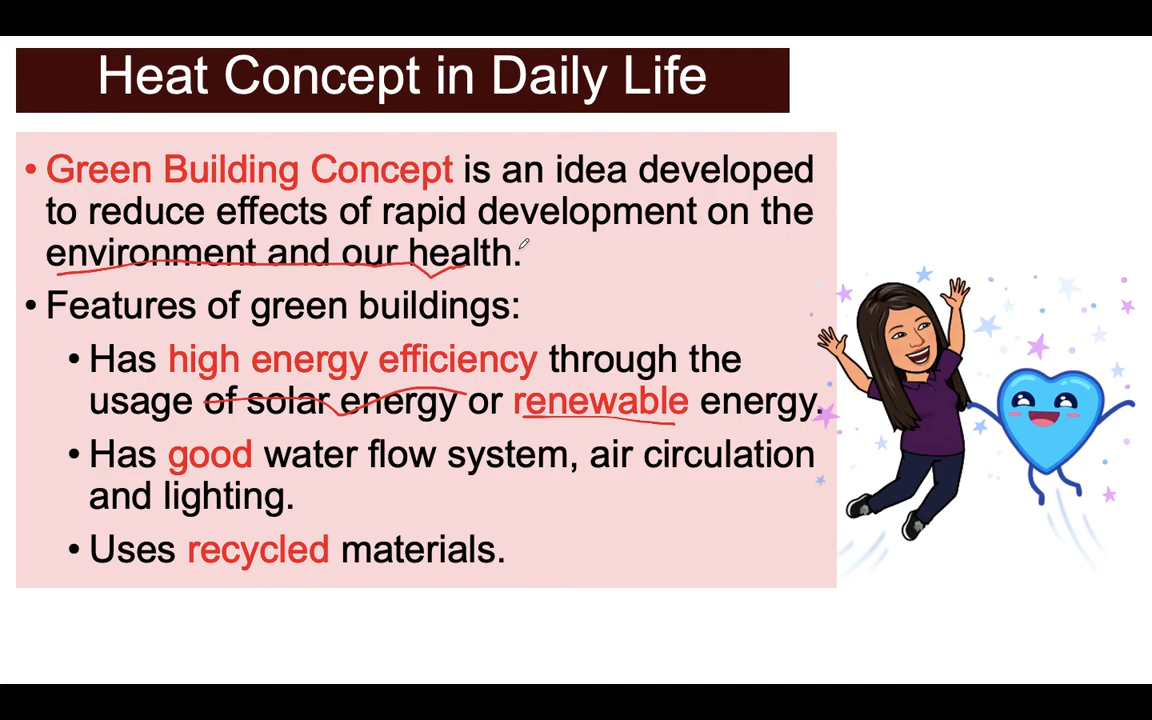 Heat Concept in Daily Life
• Green Building Concept is an idea developed
to reduce effects of rapid development on the
environment and our health.
• Features of green buildings:
• Has high energy efficiency through the
usage of solar energy or renewable energy.
• Has good water flow system, air circulation
and lighting.
• Uses recycled materials.